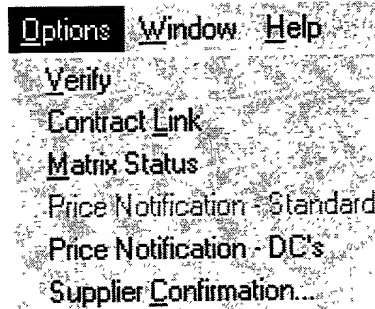 Options Window Help
Verify
Contract Link
Matrix Status
Price Notification - Standard
Price Notification - DC's
Supplier Confirmation...